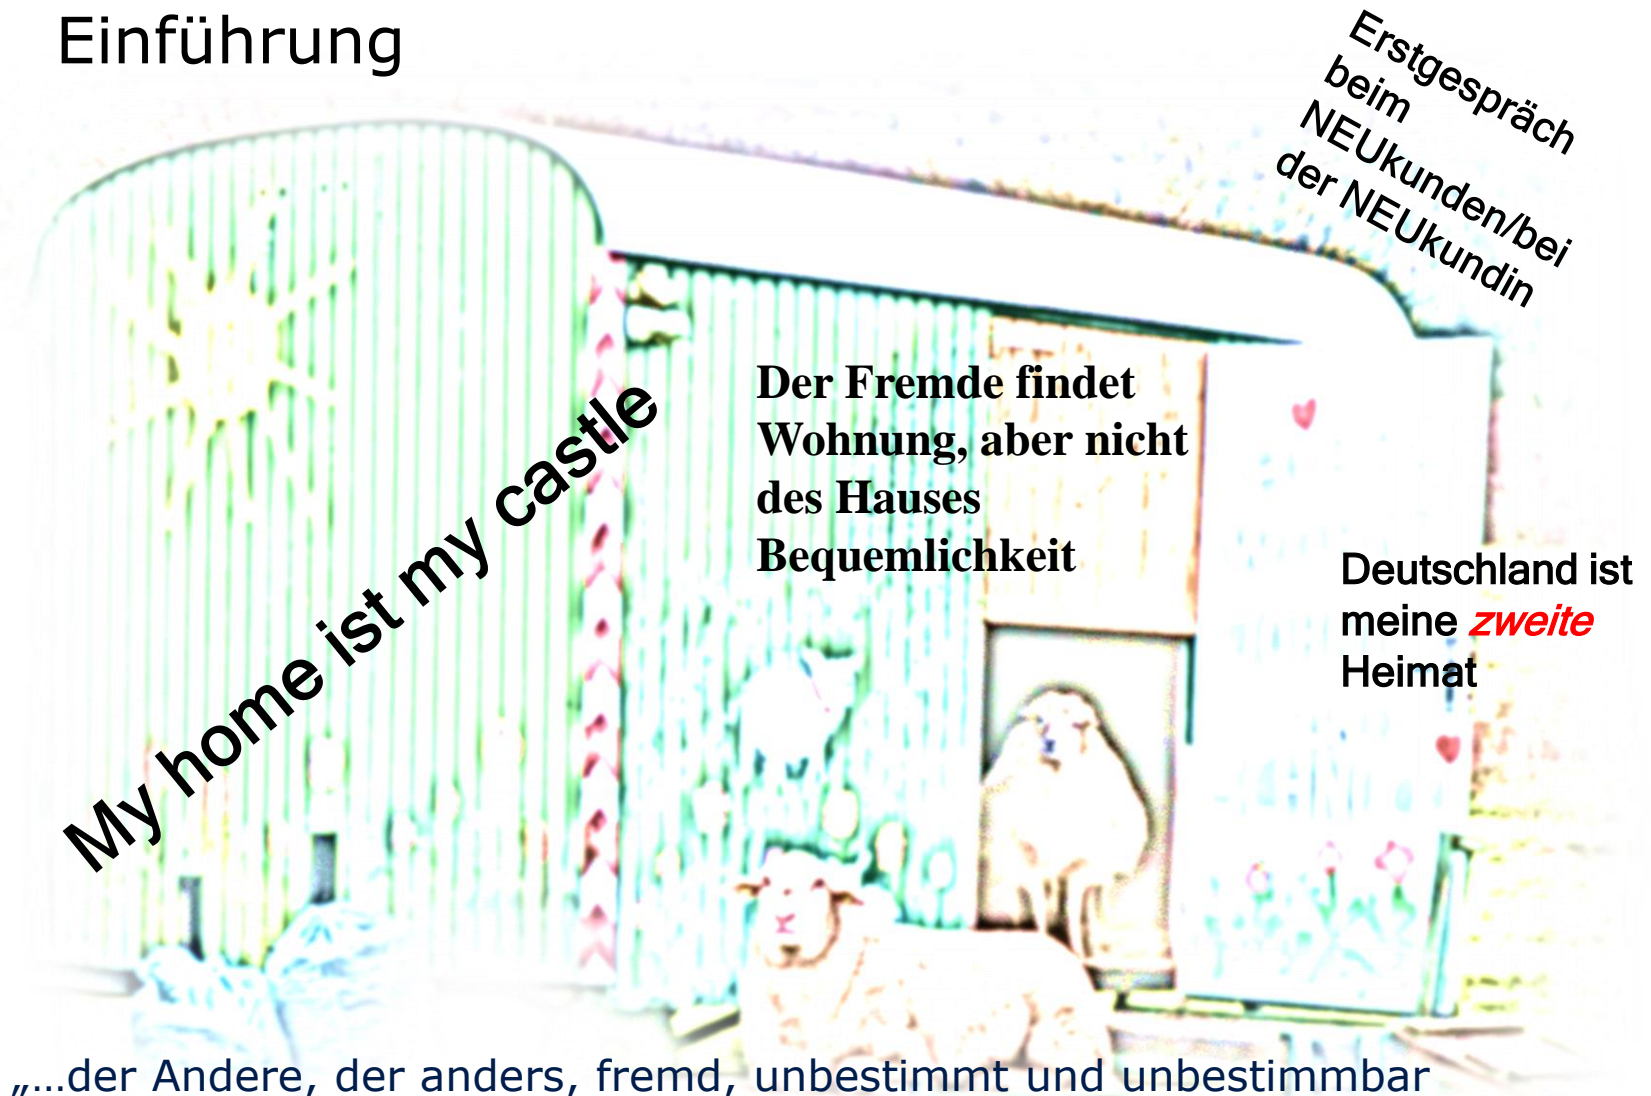 Einführung
Erstgespräch
beim
NEUkunden/bei
der NEUkundin
My home ist my castle
Der Fremde findet
Wohnung, aber nicht
des Hauses
Bequemlichkeit
Deutschland ist
meine zweite
Heimat
„…der Andere, der anders, fremd, unbestimmt und unbestimmbar